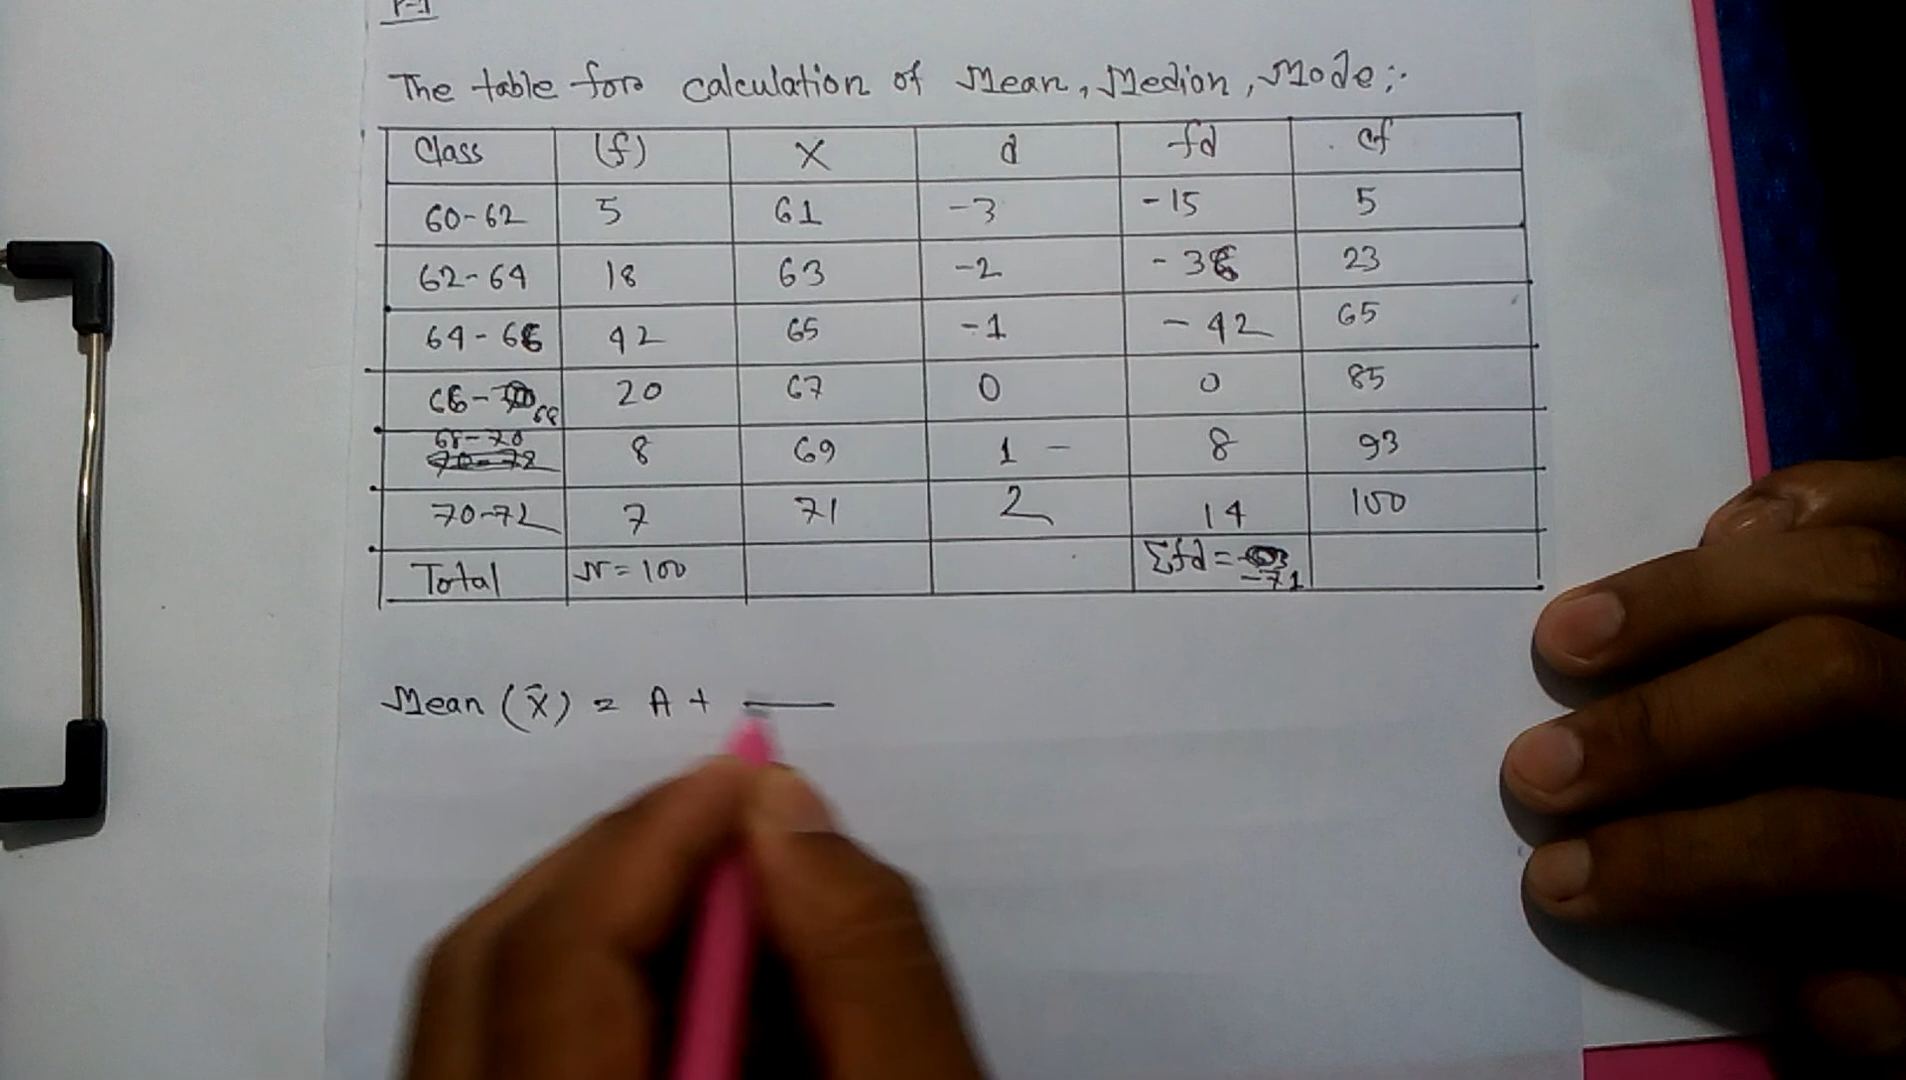 P-1
The table for calculation of Mean, Median, Mode:
Class (f) X d fd cf
60-62 5 61 -3 -15 5
62-64 18 63 -2 -36 23
64-66 42 65 -1 -42 65
66-68 20 67 0 0 85
68-70 8 69 1 - 8 93
70-72 7 71 2 14 100
Total N=100 Σfd = -71
Mean (x̄) = A +